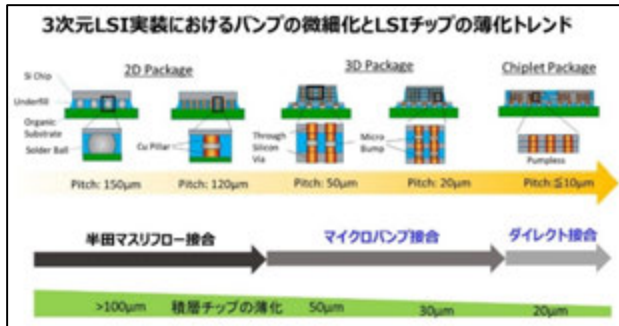 3次元LSI実装におけるバンプの微細化とLSIチップの薄化トレンド
2D Package
3D Package
Chiplet Package
Si Chip
Underfill
Organic
Substrate
Solder Ball
Cu Pillar
Through
Silicon
Via
Micro
Bump
Pumpless
Pitch: 150μm
Pitch: 120μm
Pitch: 50μm
Pitch: 20μm
Pitch:≦10μm
半田マスリフロー接合
マイクロバンプ接合
ダイレクト接合
>100μm
積層チップの薄化
50μm
30μm
20μm